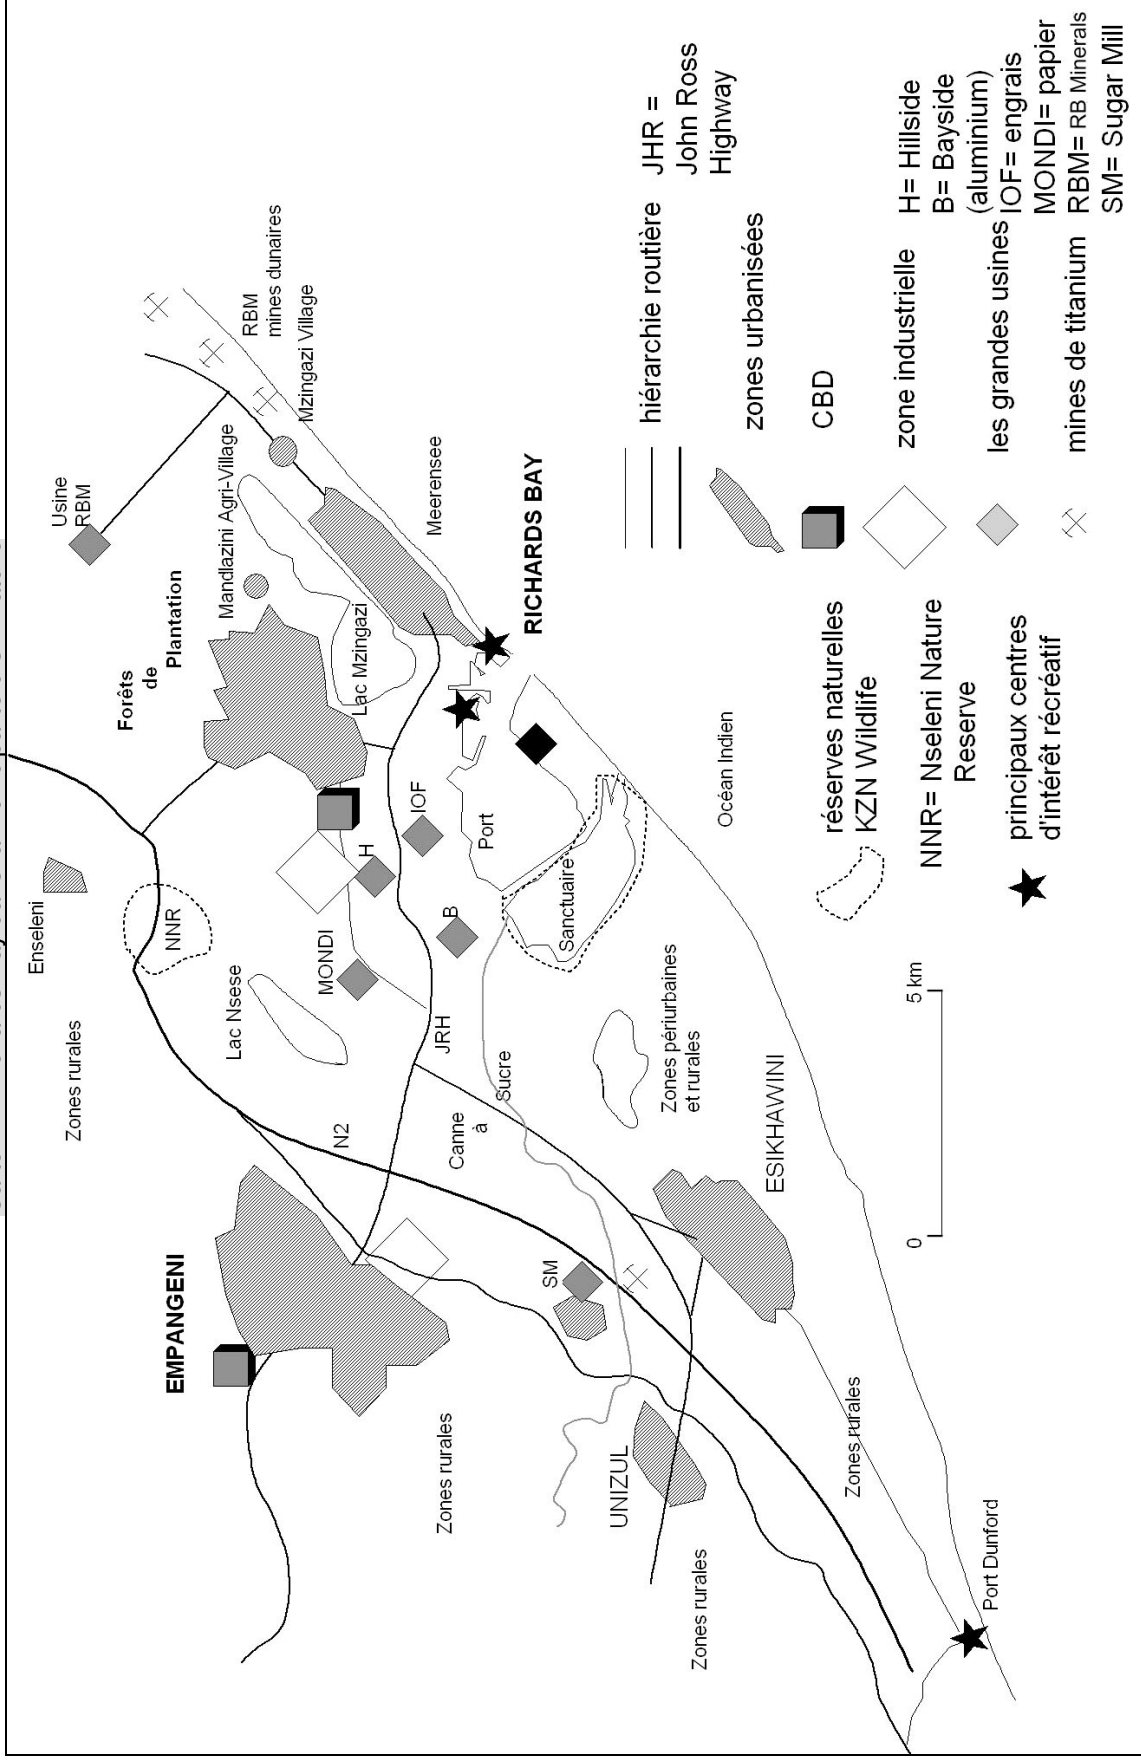 Enseleni
Zones rurales
NNR
Forêts
de
Plantation
Usine
RBM
Mandlazini Agri-Village
RBM
mines dunaires
Mzingazi Village
EMPANGENI
Lac Nsese
MONDI
H
Lac Mzingazi
IOF
Meerensee
N2
JRH
B
Port
RICHARDS BAY
Zones rurales
Canne
à
Sucre
SM
Sanctuaire
UNIZUL
Zones périurbaines
et rurales
Océan Indien
Zones rurales
ESIKHAWINI
Zones rurales
Port Dunford
0
5 km
réserves naturelles
KZN Wildlife
NNR= Nseleni Nature
Reserve
principaux centres
d'intérêt récréatif
hiérarchie routière
JHR =
John Ross
Highway
zones urbanisées
CBD
zone industrielle
les grandes usines
mines de titanium
H= Hillside
B= Bayside
(aluminium)
IOF= engrais
MONDI= papier
RBM= RB Minerals
SM= Sugar Mill